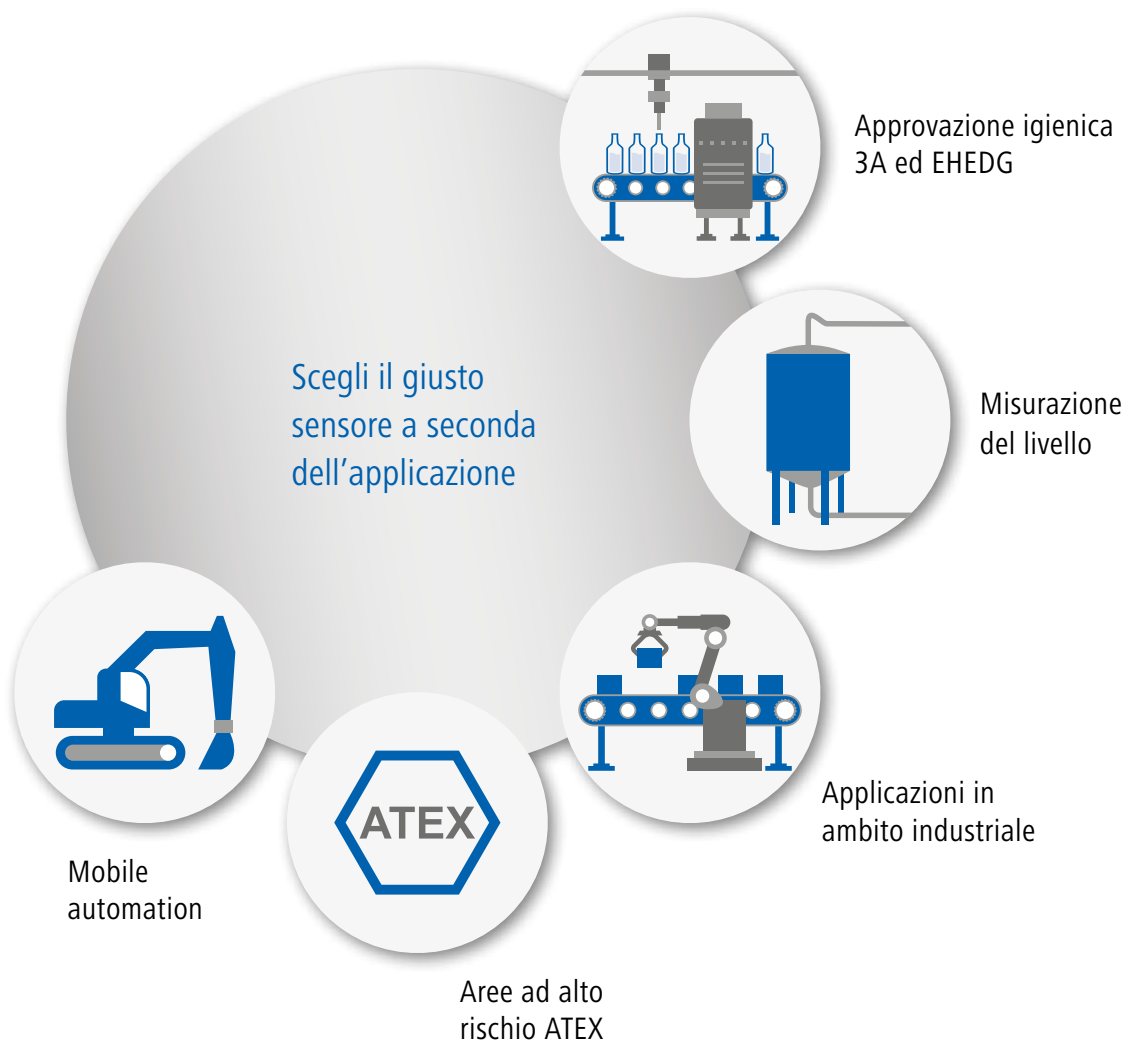 Approvazione igienica
3A ed EHEDG
Scegli il giusto
sensore a seconda
dell’applicazione
Misurazione
del livello
Applicazioni in
ambito industriale
ATEX
Mobile
automation
Aree ad alto
rischio ATEX